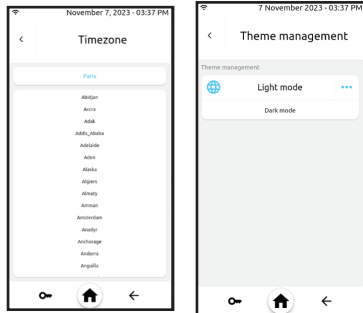 November 7, 2023 - 03:37 PM
Timezone
Paris
Abidjan
Accra
Adak
Addis_Ababa
Adelaide
Aden
Alaska
Algiers
Almaty
Amman
Amsterdam
Anadyr
Anchorage
Andorra
Anguilla
7 November 2023 - 03:37 PM
Theme management
Theme management
Light mode
Dark mode